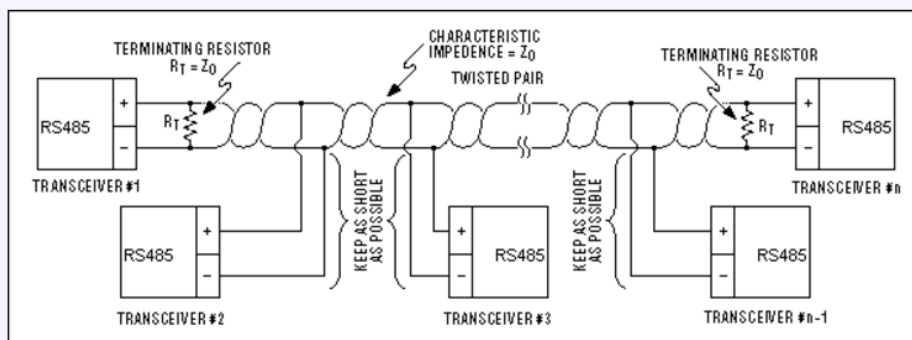 TERMINATING RESISTOR
RT = Z0
CHARACTERISTIC
IMPEDENCE = Z0
TWISTED PAIR
TERMINATING RESISTOR
RT = Z0
+
RS485
−
RT
RT
+
RS485
−
TRANSCEIVER #1
TRANSCEIVER #n
KEEP AS SHORT
AS POSSIBLE
KEEP AS SHORT
AS POSSIBLE
RS485
+
−
+
RS485
−
+
RS485
−
TRANSCEIVER #2
TRANSCEIVER #3
TRANSCEIVER #n-1